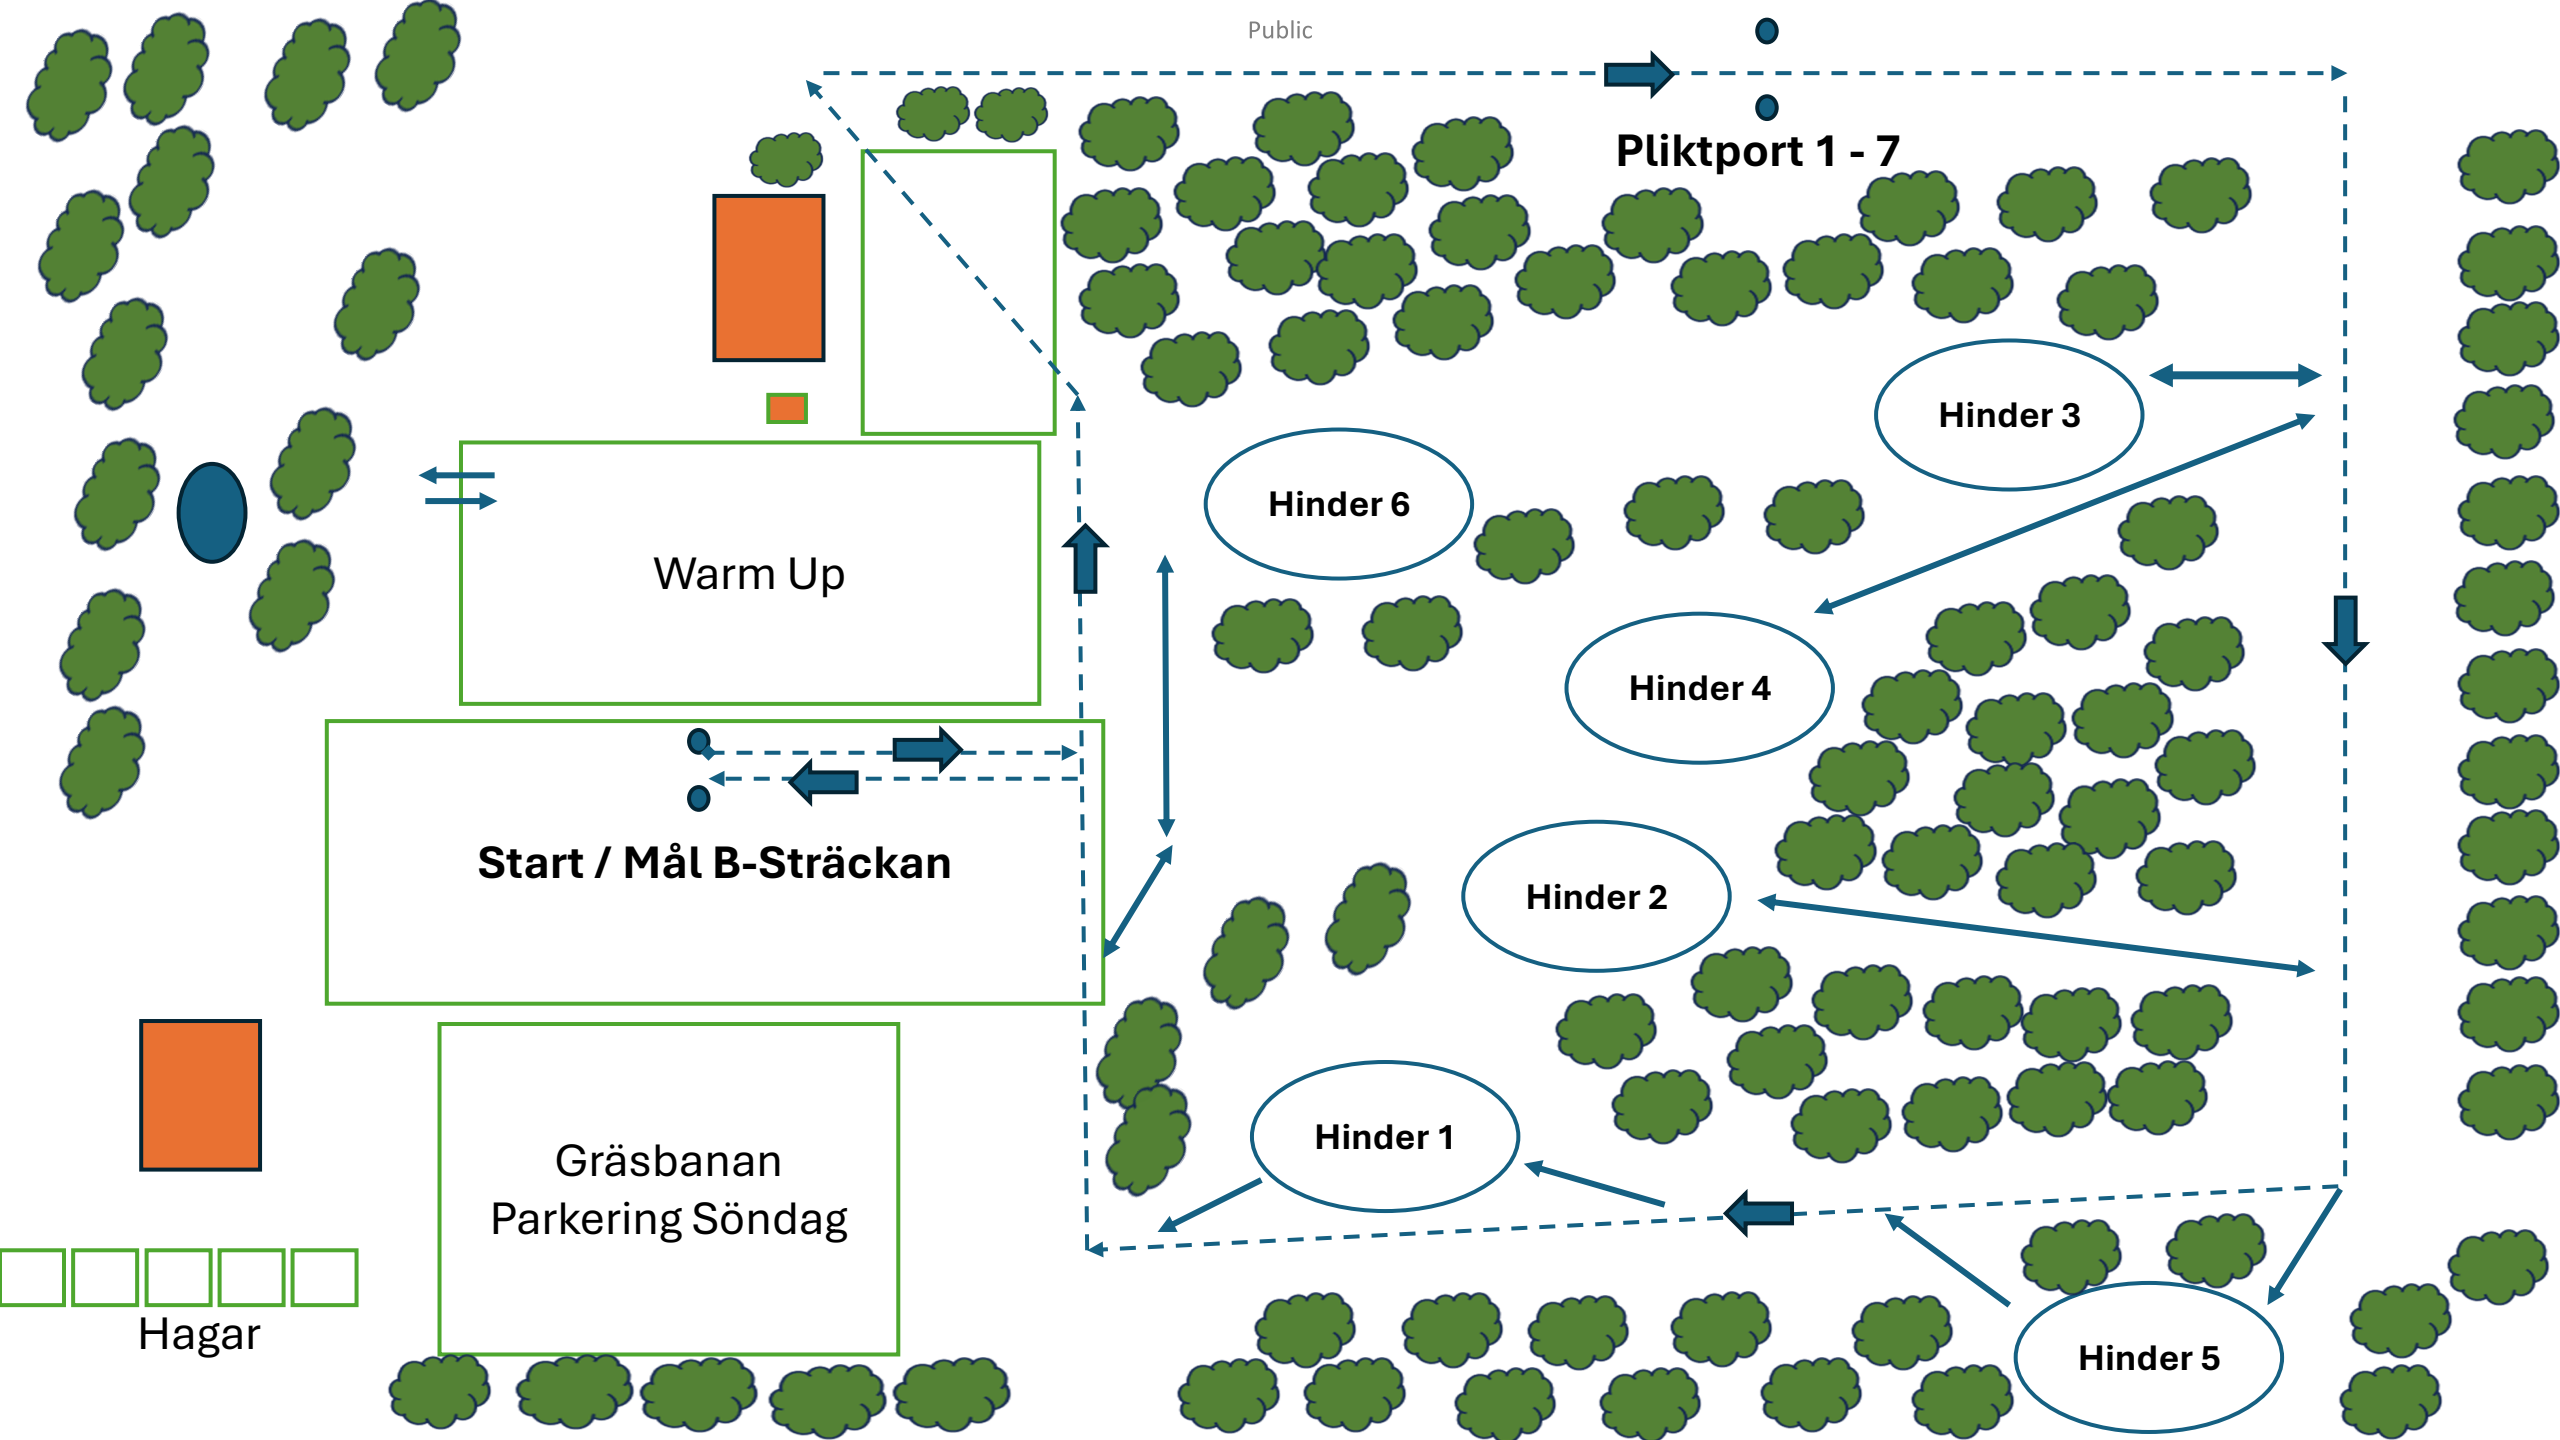 Public
Pliktport 1 - 7
Hinder 3
Hinder 6
Warm Up
Hinder 4
Start / Mål B-Sträckan
Hinder 2
Hinder 1
Gräsbanan
Parkering Söndag
Hagar
Hinder 5